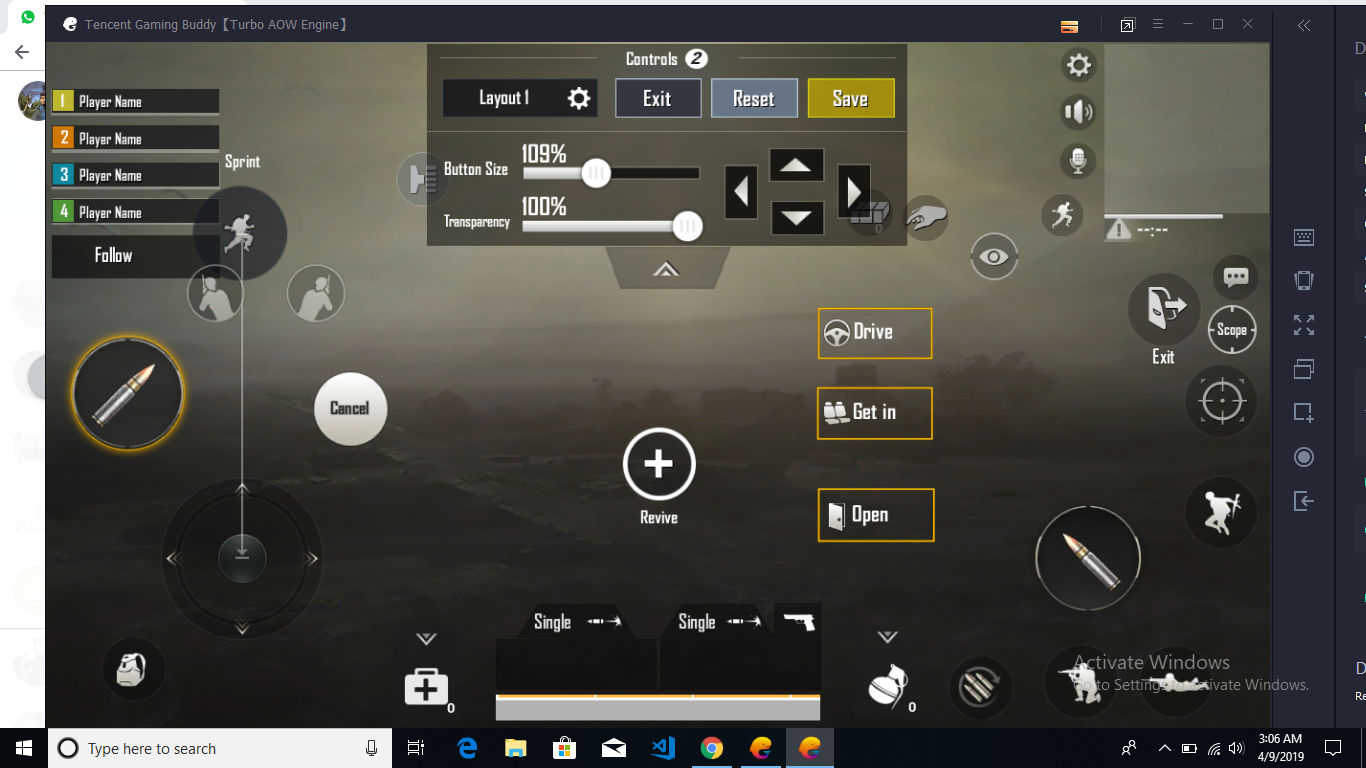 Tencent Gaming Buddy【Turbo AOW Engine】
Controls 2
Layout 1
Exit
Reset
Save
Button Size
109%
Transparency
100%
1 Player Name
2 Player Name
3 Player Name
4 Player Name
Follow
Sprint
0
--:--
Drive
Exit
Scope
Cancel
Get in
Revive
Open
Single
Single
0
0
Activate Windows
Go to Settings to activate Windows.
D
Re
Type here to search
3:06 AM
4/9/2019